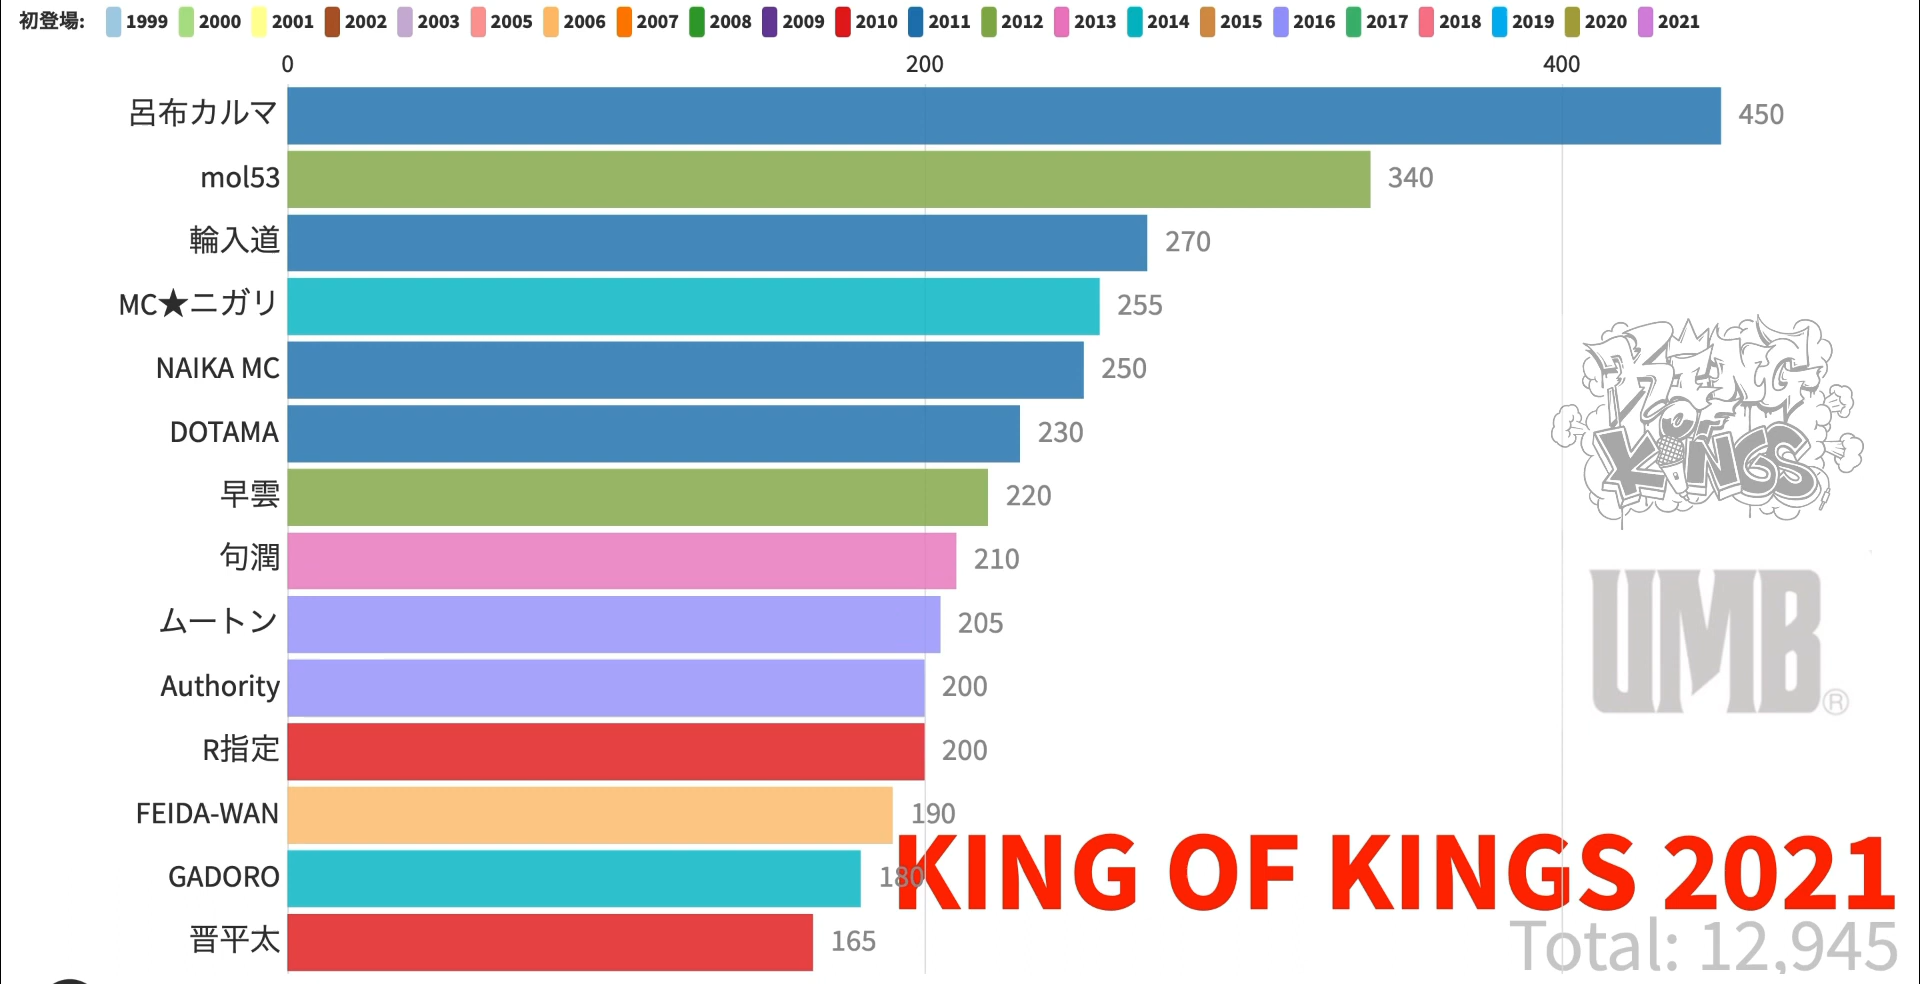 初登場: 1999 2000 2001 2002 2003 2005 2006 2007 2008 2009 2010 2011 2012 2013 2014 2015 2016 2017 2018 2019 2020 2021
0 200 400
呂布カルマ 450
mol53 340
輪入道 270
MC★ニガリ 255
NAIKA MC 250
DOTAMA 230
早雲 220
句潤 210
ムートン 205
Authority 200
R指定 200
FEIDA-WAN 190
GADORO 180
晋平太 165
KING OF KINGS
UMB®
KING OF KINGS 2021
Total: 12,945